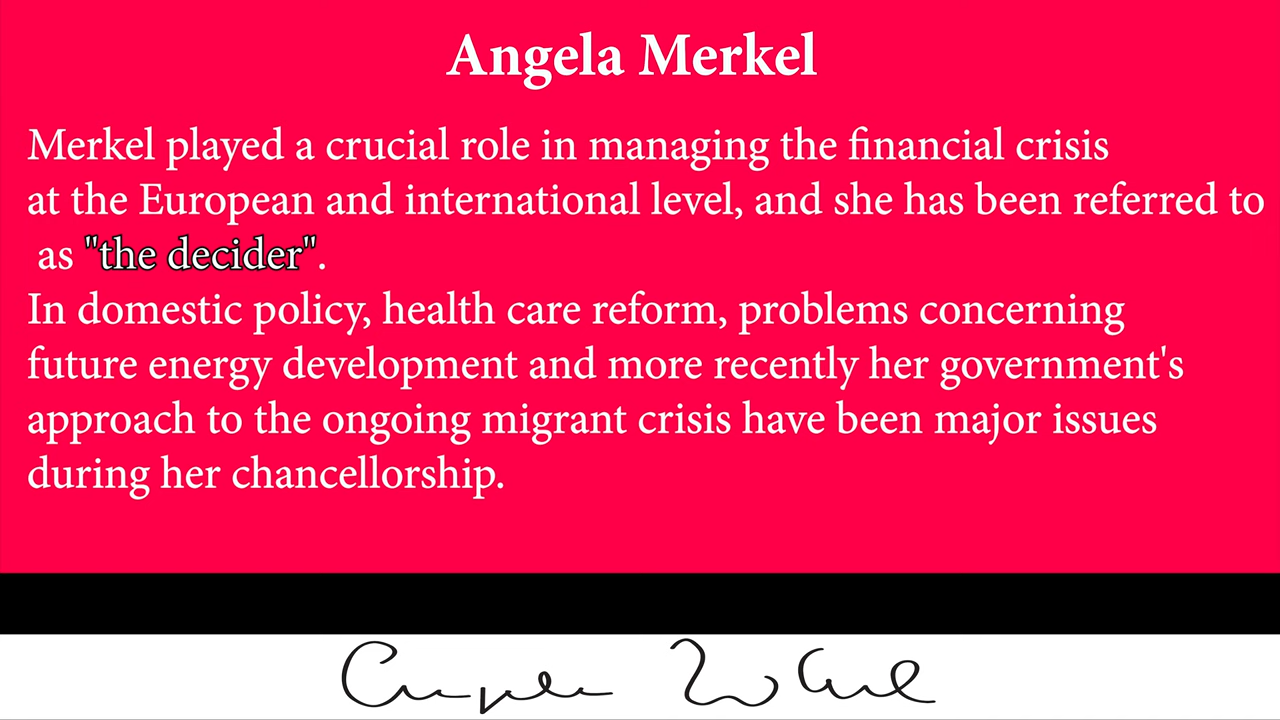 Angela Merkel
Merkel played a crucial role in managing the financial crisis
at the European and international level, and she has been referred to
as "the decider".
In domestic policy, health care reform, problems concerning
future energy development and more recently her government's
approach to the ongoing migrant crisis have been major issues
during her chancellorship.
Angela Merkel